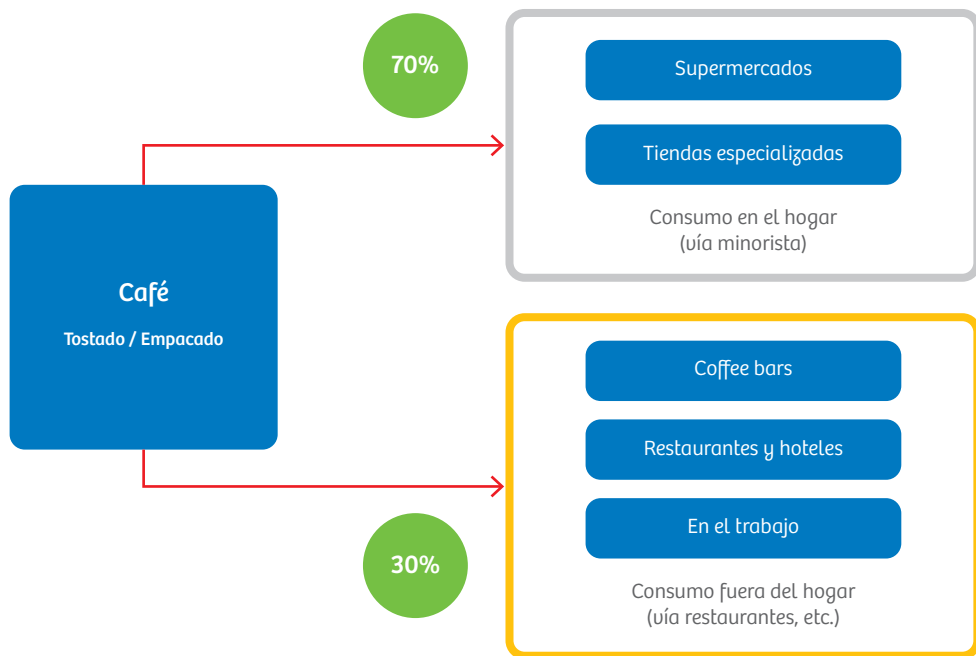 70%
Supermercados
Tiendas especializadas
Consumo en el hogar
(vía minorista)
Café
Tostado / Empacado
Coffee bars
Restaurantes y hoteles
En el trabajo
30%
Consumo fuera del hogar
(vía restaurantes, etc.)